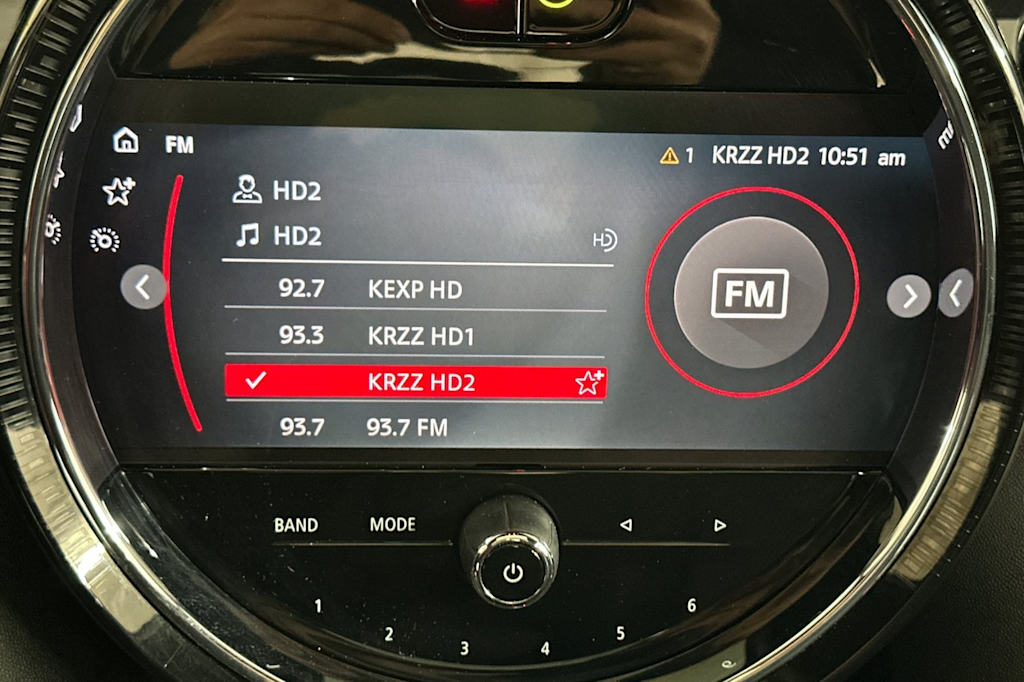 FM
1 KRZZ HD2 10:51 am
HD2
HD2
HD
92.7 KEXP HD
93.3 KRZZ HD1
KRZZ HD2
93.7 93.7 FM
FM
BAND MODE
1
2
3
4
5
6